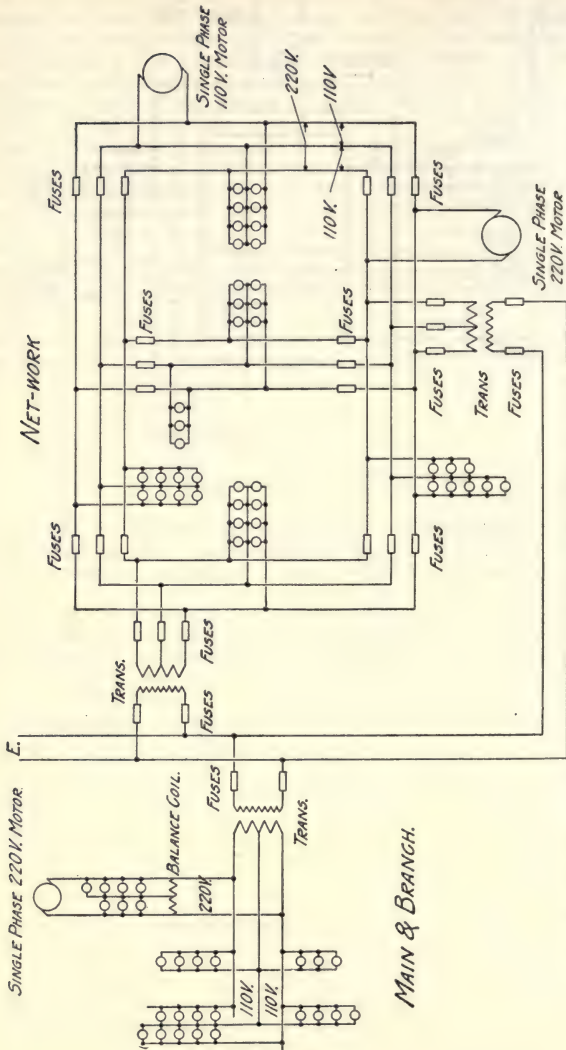 SINGLE PHASE
110 V. MOTOR
FUSES
NET-WORK
FUSES
FUSES
220 V.
110 V.
110 V
FUSES
FUSES
FUSES
TRANS
FUSES
SINGLE PHASE
220 V. MOTOR
FUSES
TRANS.
FUSES
FUSES
E.
SINGLE PHASE 220 V. MOTOR.
BALANCE COIL.
220 V.
FUSES
TRANS.
110 V.
110 V.
MAIN & BRANCH.